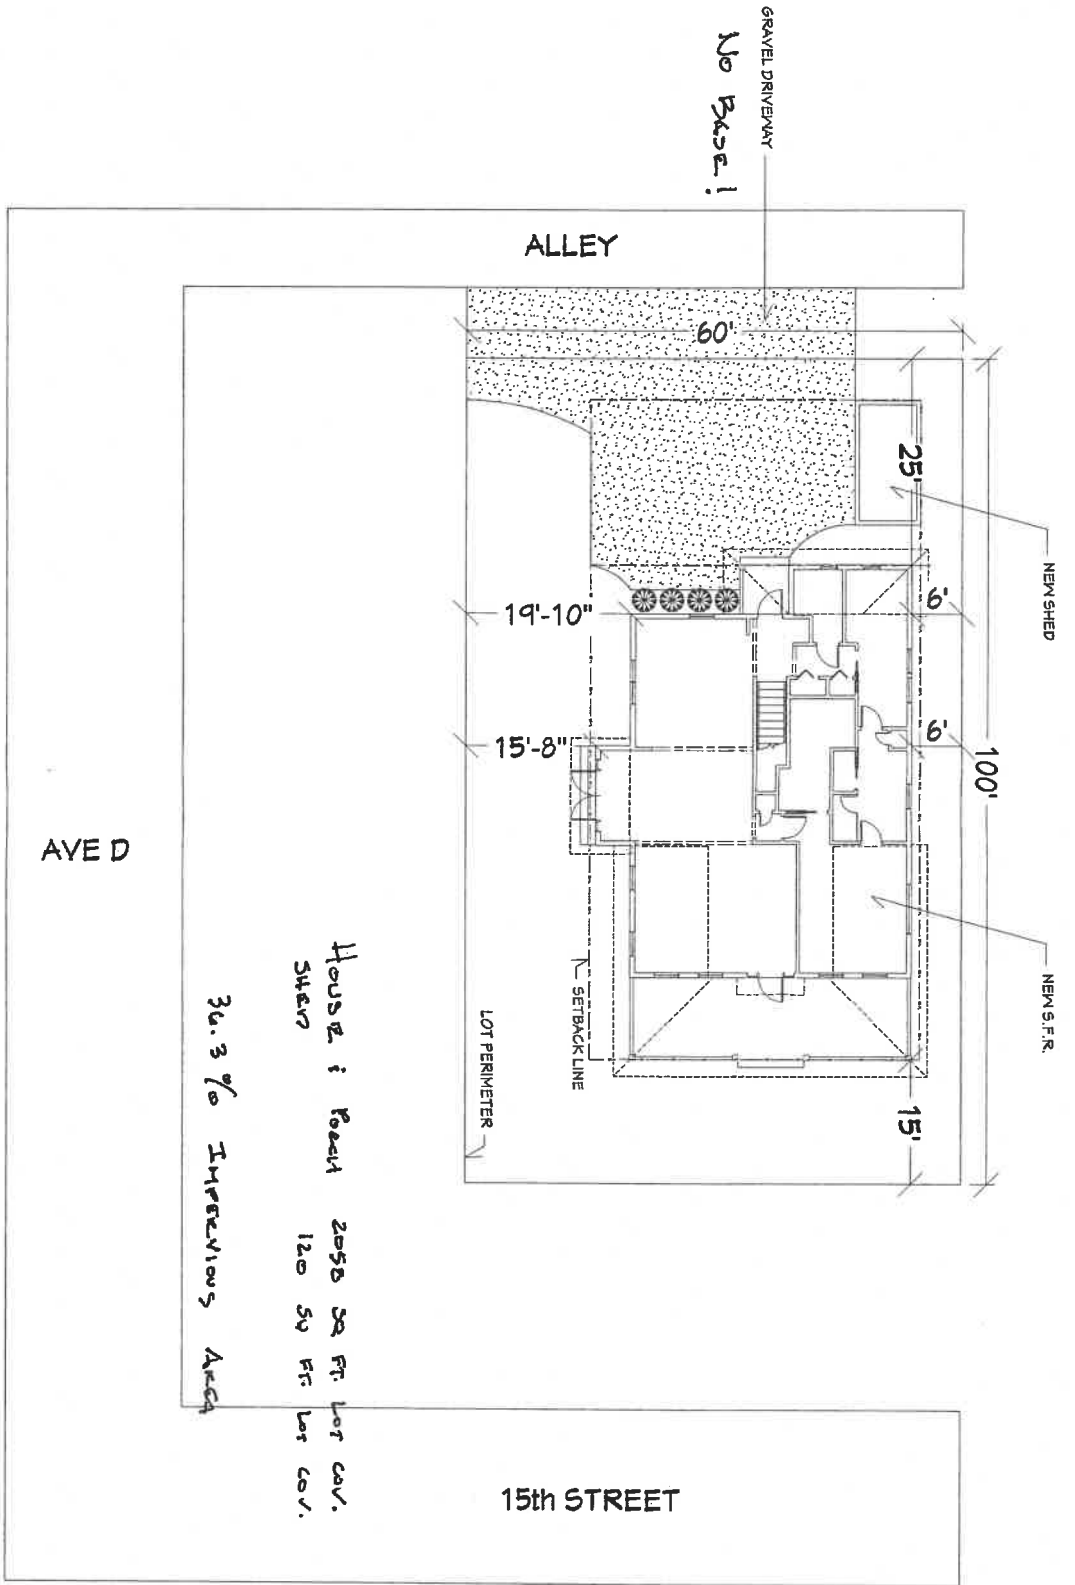 GRAVEL DRIVEWAY
No Base!
ALLEY
60'
25'
NEW SHED
19'-10"
6'
15'-8"
6'
100'
AVE D
NEW S.F.R.
SETBACK LINE
LOT PERIMETER
15'
House & Porch 2058 SQ FT. LOT COV.
SHED 120 SQ FT. LOT COV.
36.3 % IMPERVIOUS AREA
15th STREET